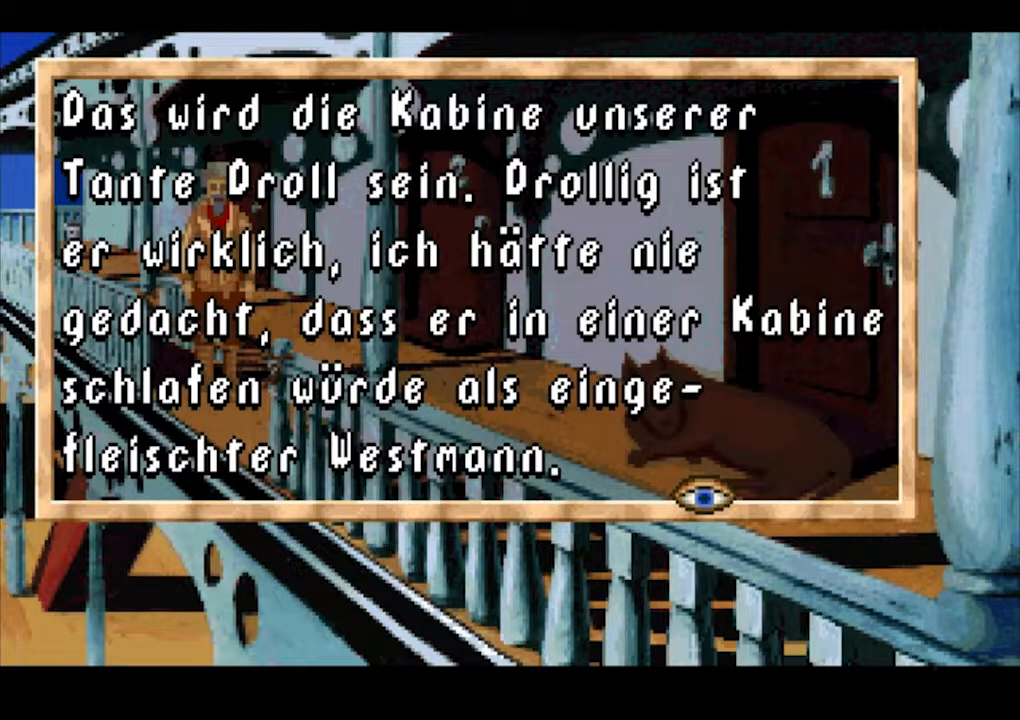 Das wird die Kabine unserer
Tante Droll sein. Drollig ist
er wirklich, ich hätte nie
gedacht, dass er in einer Kabine
schlafen würde als einge-
fleischter Westmann.
1